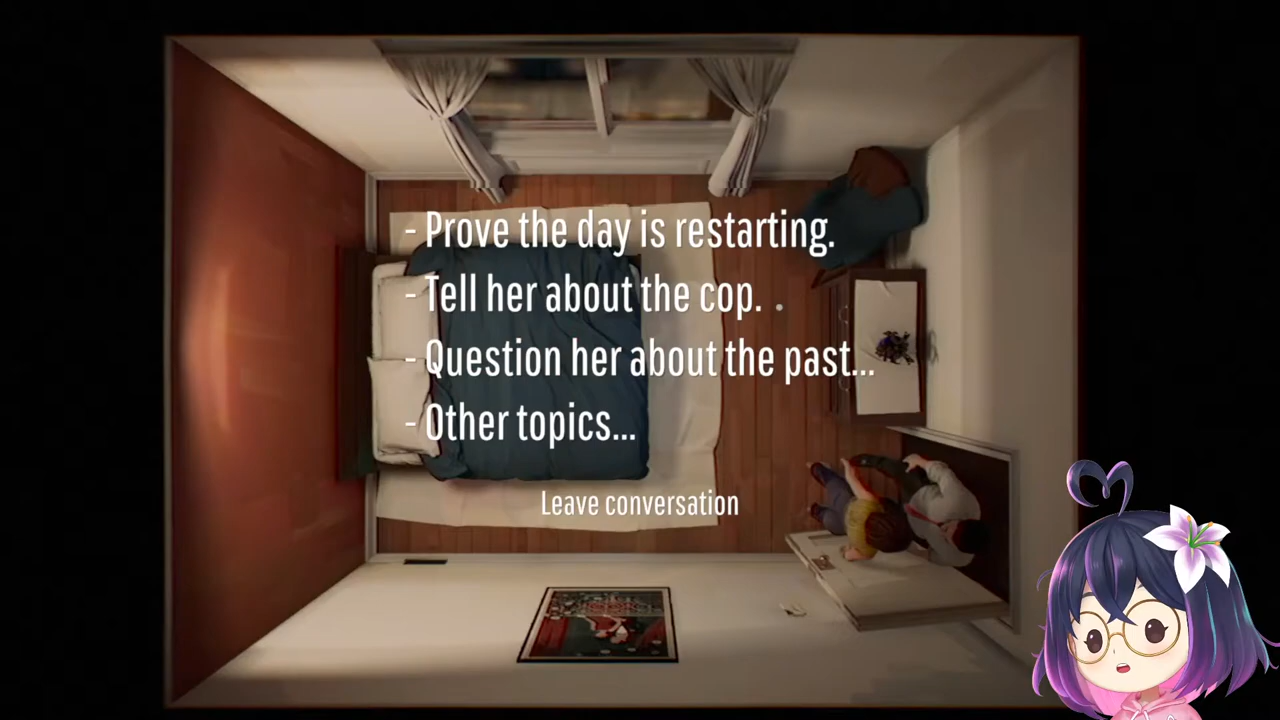 - Prove the day is restarting.
- Tell her about the cop.
- Question her about the past...
- Other topics...
Leave conversation